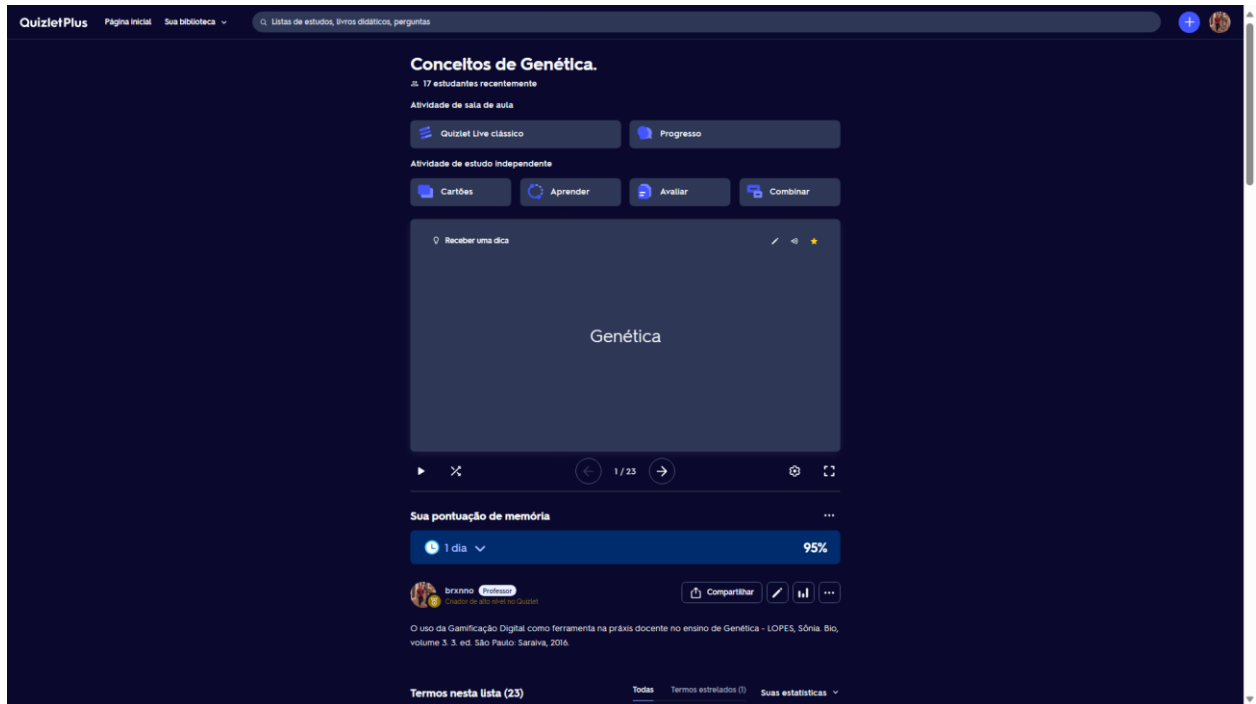 QuizletPlus Página inicial Sua biblioteca Listas de estudos, livros didáticos, perguntas
Conceitos de Genética.
17 estudantes recentemente
Atividade de sala de aula
Quizlet Live clássico Progresso
Atividade de estudo independente
Cartões Aprender Avaliar Combinar
Receber uma dica
Genética
1 / 23
Sua pontuação de memória
1 dia 95%
brxnno Professor Compartilhar
Criador de alto nível no Quizlet
O uso da Gamificação Digital como ferramenta na práxis docente no ensino de Genética - LOPES, Sônia. Bio,
volume 3. 3. ed. São Paulo: Saraiva, 2016.
Termos nesta lista (23) Todas Termos estrelados (1) Suas estatísticas